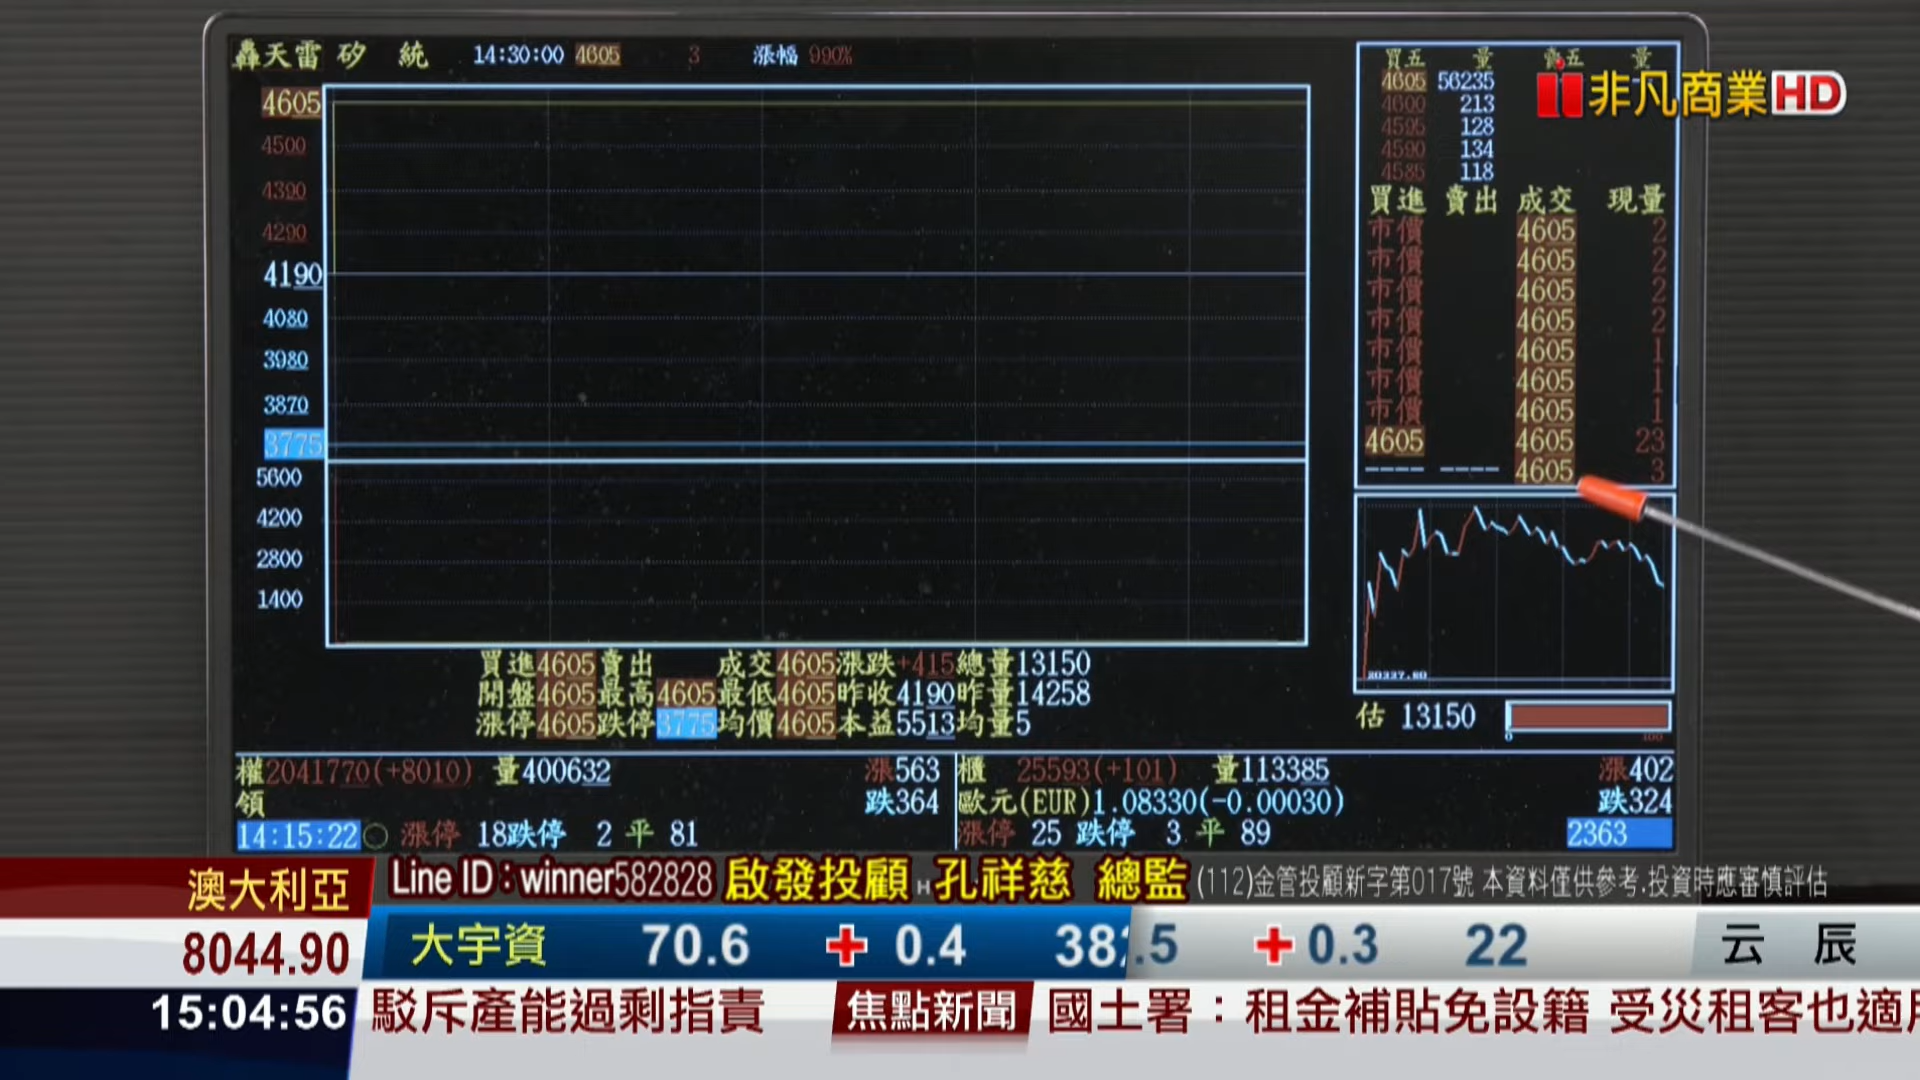 轟天雷 矽 統 14:30:00 4605 3 漲幅 990%
4605
4500
4390
4290
4190
4080
3980
3870
3775
5600
4200
2800
1400
買五 量 賣五 量
4605 56235
4600 213
4595 128
4590 134
4585 118
非凡商業HD
買進 賣出 成交 現量
市價 4605 2
市價 4605 2
市價 4605 2
市價 4605 2
市價 4605 1
市價 4605 1
市價 4605 1
4605 4605 23
---- ---- 4605 3
20337.60
估 13150
0 100
買進4605賣出 成交4605漲跌+415總量13150
開盤4605最高4605最低4605昨收4190昨量14258
漲停4605跌停3775均價4605本益5513均量5
權2041770(+8010) 量400632 漲563
領 跌364
14:15:22 漲停 18跌停 2 平 81
櫃 25593(+101) 量113385 漲402
歐元(EUR)1.08330(-0.00030) 跌324
漲停 25 跌停 3 平 89 2363
Line ID:winner582828 啟發投顧 孔祥慈 總監 (112)金管投顧新字第017號 本資料僅供參考.投資時應審慎評估
澳大利亞
8044.90
15:04:56
大宇資 70.6 + 0.4 382 .5 + 0.3 22 云 辰
駁斥產能過剩指責 焦點新聞 國土署：租金補貼免設籍 受災租客也適用